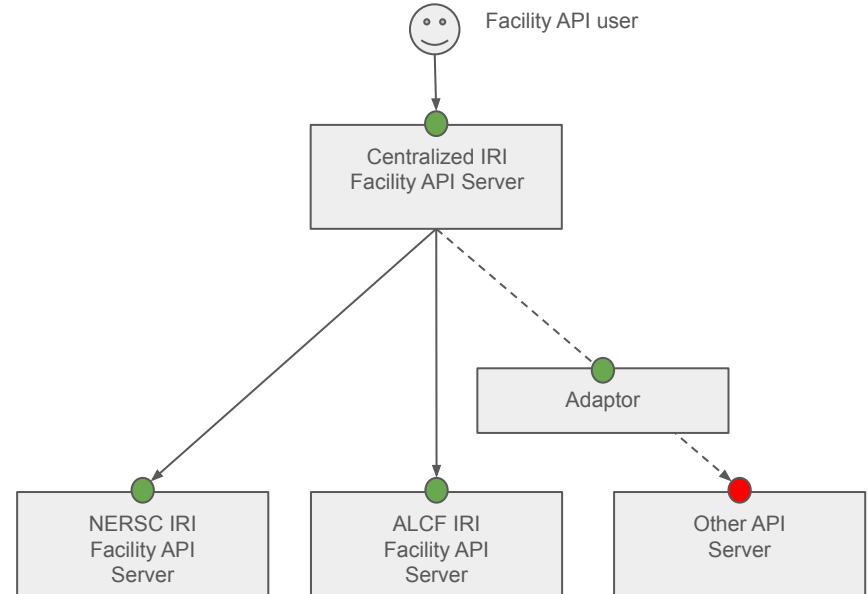 Facility API user
Centralized IRI
Facility API Server
Adaptor
NERSC IRI
Facility API
Server
ALCF IRI
Facility API
Server
Other API
Server